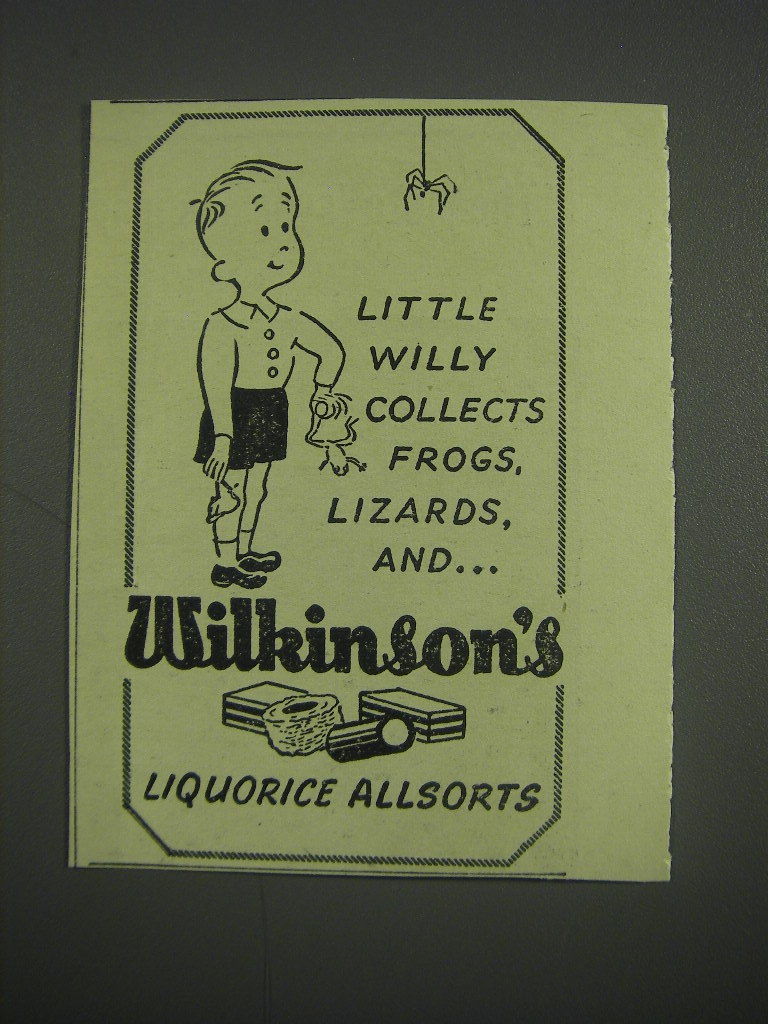 LITTLE
WILLY
COLLECTS
FROGS,
LIZARDS,
AND...
Wilkinson's
LIQUORICE ALLSORTS